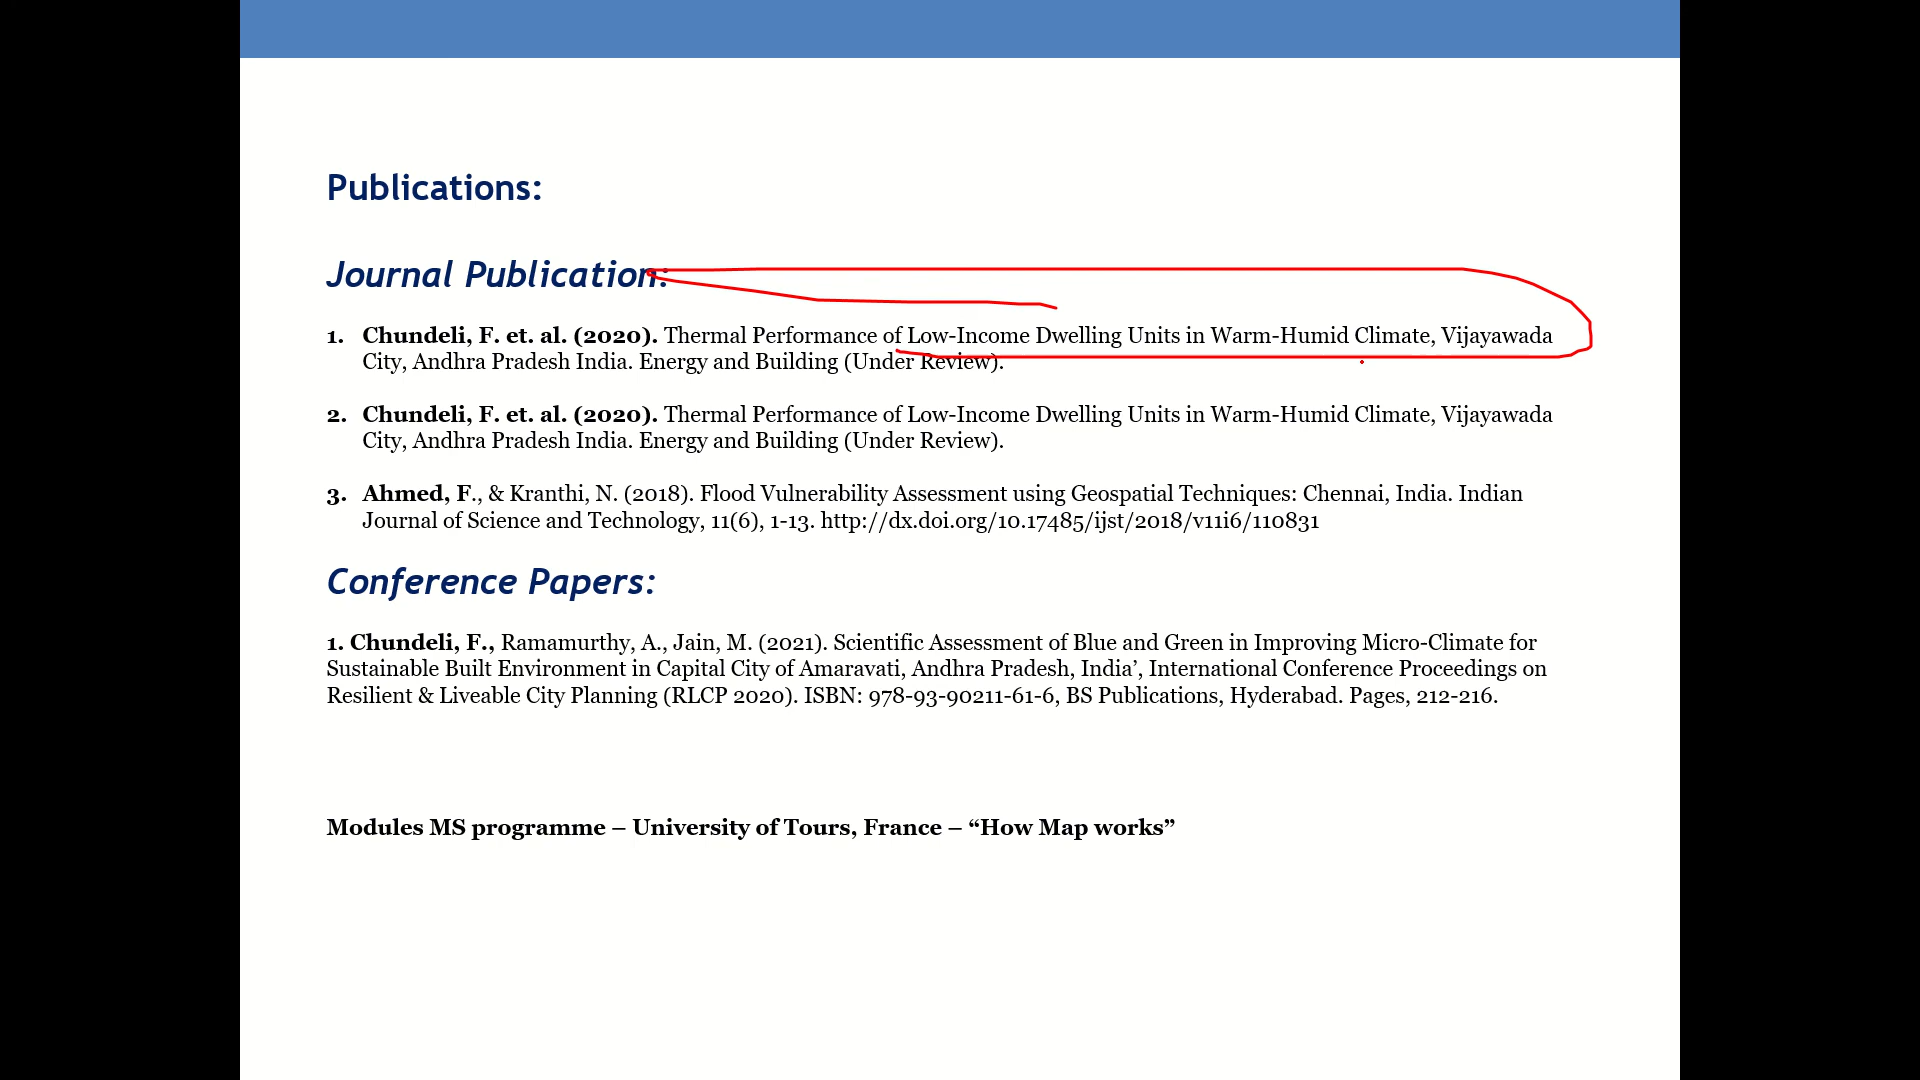 Publications:
Journal Publication:
1. Chundeli, F. et. al. (2020). Thermal Performance of Low-Income Dwelling Units in Warm-Humid Climate, Vijayawada
City, Andhra Pradesh India. Energy and Building (Under Review).
2. Chundeli, F. et. al. (2020). Thermal Performance of Low-Income Dwelling Units in Warm-Humid Climate, Vijayawada
City, Andhra Pradesh India. Energy and Building (Under Review).
3. Ahmed, F., & Kranthi, N. (2018). Flood Vulnerability Assessment using Geospatial Techniques: Chennai, India. Indian
Journal of Science and Technology, 11(6), 1-13. http://dx.doi.org/10.17485/ijst/2018/v11i6/110831
Conference Papers:
1. Chundeli, F., Ramamurthy, A., Jain, M. (2021). Scientific Assessment of Blue and Green in Improving Micro-Climate for
Sustainable Built Environment in Capital City of Amaravati, Andhra Pradesh, India’, International Conference Proceedings on
Resilient & Liveable City Planning (RLCP 2020). ISBN: 978-93-90211-61-6, BS Publications, Hyderabad. Pages, 212-216.
Modules MS programme – University of Tours, France – “How Map works”